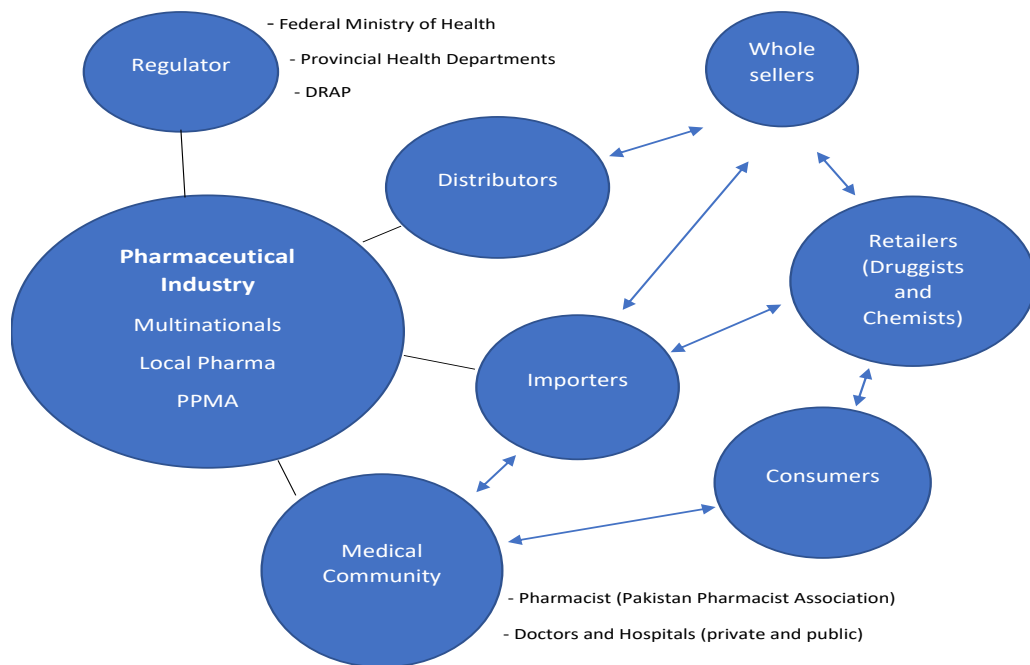 - Federal Ministry of Health
Regulator
- Provincial Health Departments
- DRAP
Whole
sellers
Distributors
Pharmaceutical
Industry
Multinationals
Local Pharma
PPMA
Retailers
(Druggists
and
Chemists)
Importers
Consumers
Medical
Community
- Pharmacist (Pakistan Pharmacist Association)
- Doctors and Hospitals (private and public)